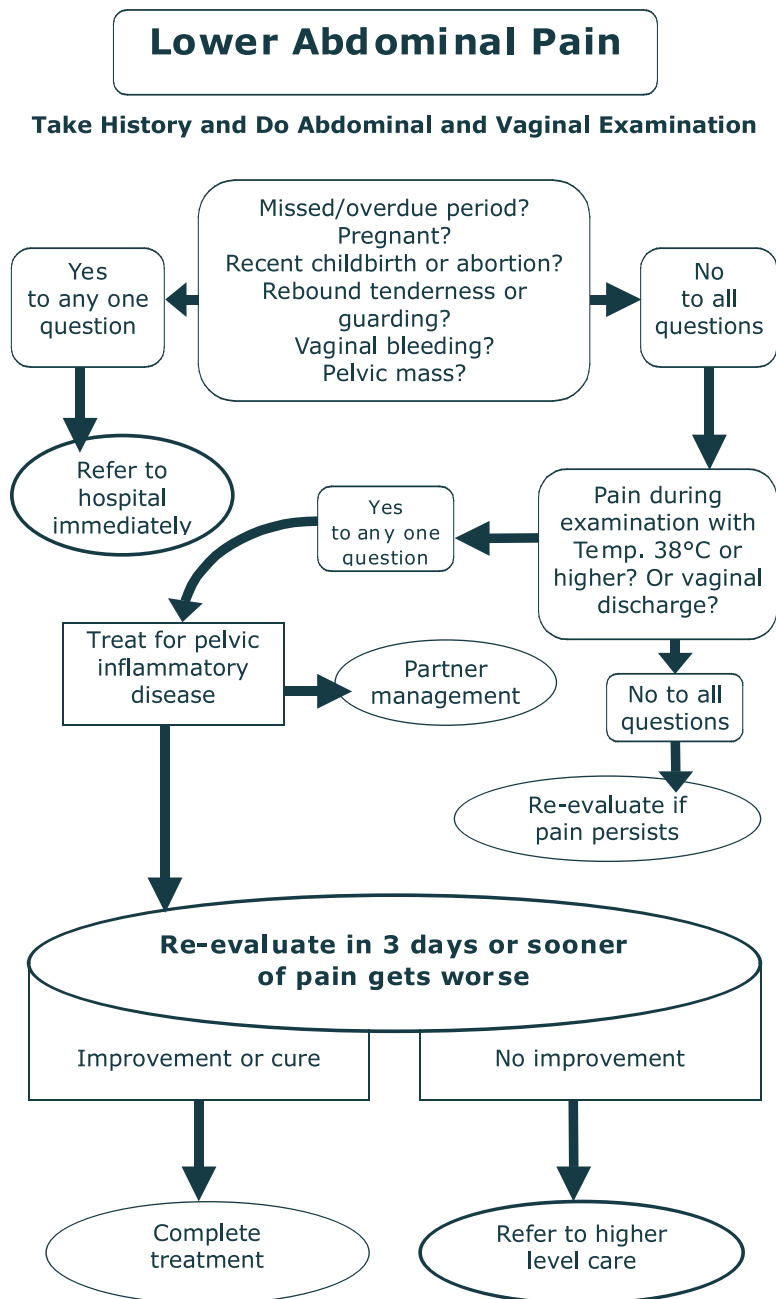 Lower Abdominal Pain
Take History and Do Abdominal and Vaginal Examination
Missed/overdue period?
Pregnant?
Recent childbirth or abortion?
Rebound tenderness or
guarding?
Vaginal bleeding?
Pelvic mass?
Yes
to any one
question
No
to all
questions
Refer to
hospital
immediately
Pain during
examination with
Temp. 38°C or
higher? Or vaginal
discharge?
Yes
to any one
question
Treat for pelvic
inflammatory
disease
Partner
management
No to all
questions
Re-evaluate if
pain persists
Re-evaluate in 3 days or sooner
of pain gets worse
Improvement or cure
No improvement
Complete
treatment
Refer to higher
level care